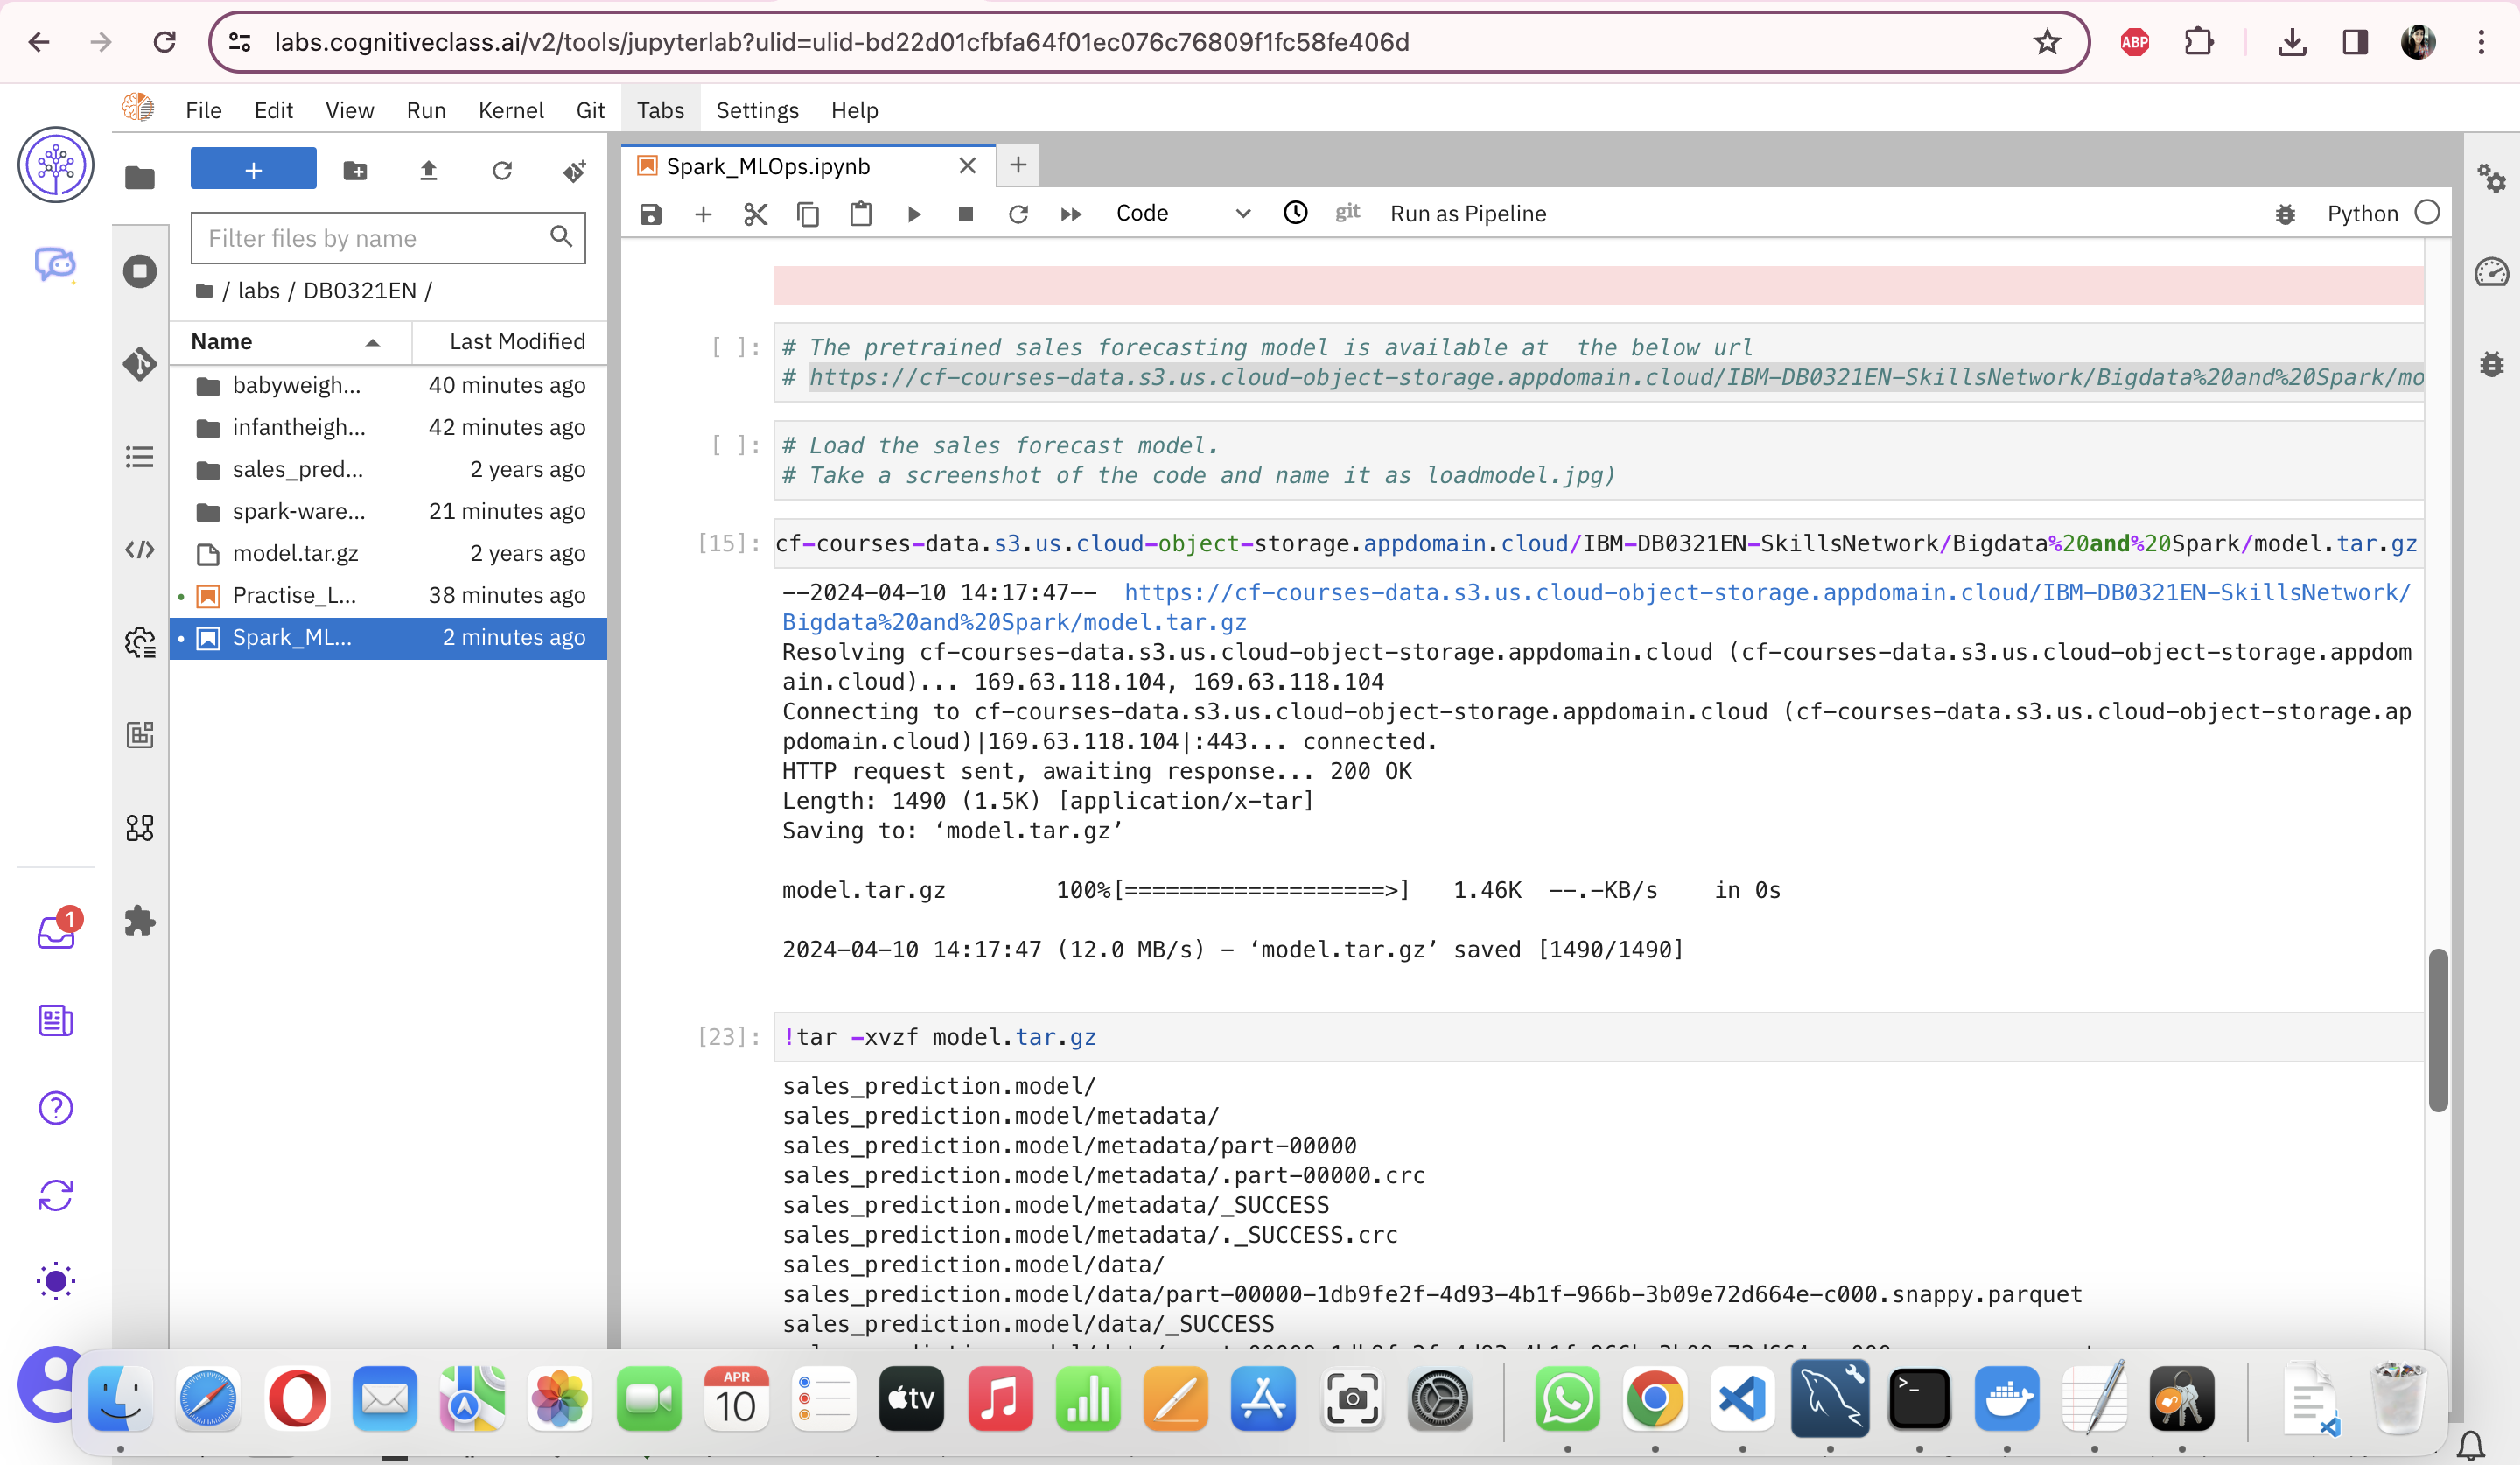 labs.cognitiveclass.ai/v2/tools/jupyterlab?ulid=ulid-bd22d01cfbfa64f01ec076c76809f1fc58fe406d
ABP
File Edit View Run Kernel Git Tabs Settings Help
+
Spark_MLOps.ipynb
Code
git
Run as Pipeline
Python
Filter files by name
/ labs / DB0321EN /
Name Last Modified
babyweigh... 40 minutes ago
infantheigh... 42 minutes ago
sales_pred... 2 years ago
spark-ware... 21 minutes ago
model.tar.gz 2 years ago
Practise_L... 38 minutes ago
Spark_ML... 2 minutes ago
1
[ ]: # The pretrained sales forecasting model is available at  the below url
# https://cf-courses-data.s3.us.cloud-object-storage.appdomain.cloud/IBM-DB0321EN-SkillsNetwork/Bigdata%20and%20Spark/mo
[ ]: # Load the sales forecast model.
# Take a screenshot of the code and name it as loadmodel.jpg)
[15]: cf-courses-data.s3.us.cloud-object-storage.appdomain.cloud/IBM-DB0321EN-SkillsNetwork/Bigdata%20and%20Spark/model.tar.gz
--2024-04-10 14:17:47--  https://cf-courses-data.s3.us.cloud-object-storage.appdomain.cloud/IBM-DB0321EN-SkillsNetwork/
Bigdata%20and%20Spark/model.tar.gz
Resolving cf-courses-data.s3.us.cloud-object-storage.appdomain.cloud (cf-courses-data.s3.us.cloud-object-storage.appdom
ain.cloud)... 169.63.118.104, 169.63.118.104
Connecting to cf-courses-data.s3.us.cloud-object-storage.appdomain.cloud (cf-courses-data.s3.us.cloud-object-storage.ap
pdomain.cloud)|169.63.118.104|:443... connected.
HTTP request sent, awaiting response... 200 OK
Length: 1490 (1.5K) [application/x-tar]
Saving to: ‘model.tar.gz’
model.tar.gz        100%[===================>]   1.46K  --.-KB/s    in 0s
2024-04-10 14:17:47 (12.0 MB/s) - ‘model.tar.gz’ saved [1490/1490]
[23]: !tar -xvzf model.tar.gz
sales_prediction.model/
sales_prediction.model/metadata/
sales_prediction.model/metadata/part-00000
sales_prediction.model/metadata/.part-00000.crc
sales_prediction.model/metadata/_SUCCESS
sales_prediction.model/metadata/._SUCCESS.crc
sales_prediction.model/data/
sales_prediction.model/data/part-00000-1db9fe2f-4d93-4b1f-966b-3b09e72d664e-c000.snappy.parquet
sales_prediction.model/data/_SUCCESS
APR
10
tv